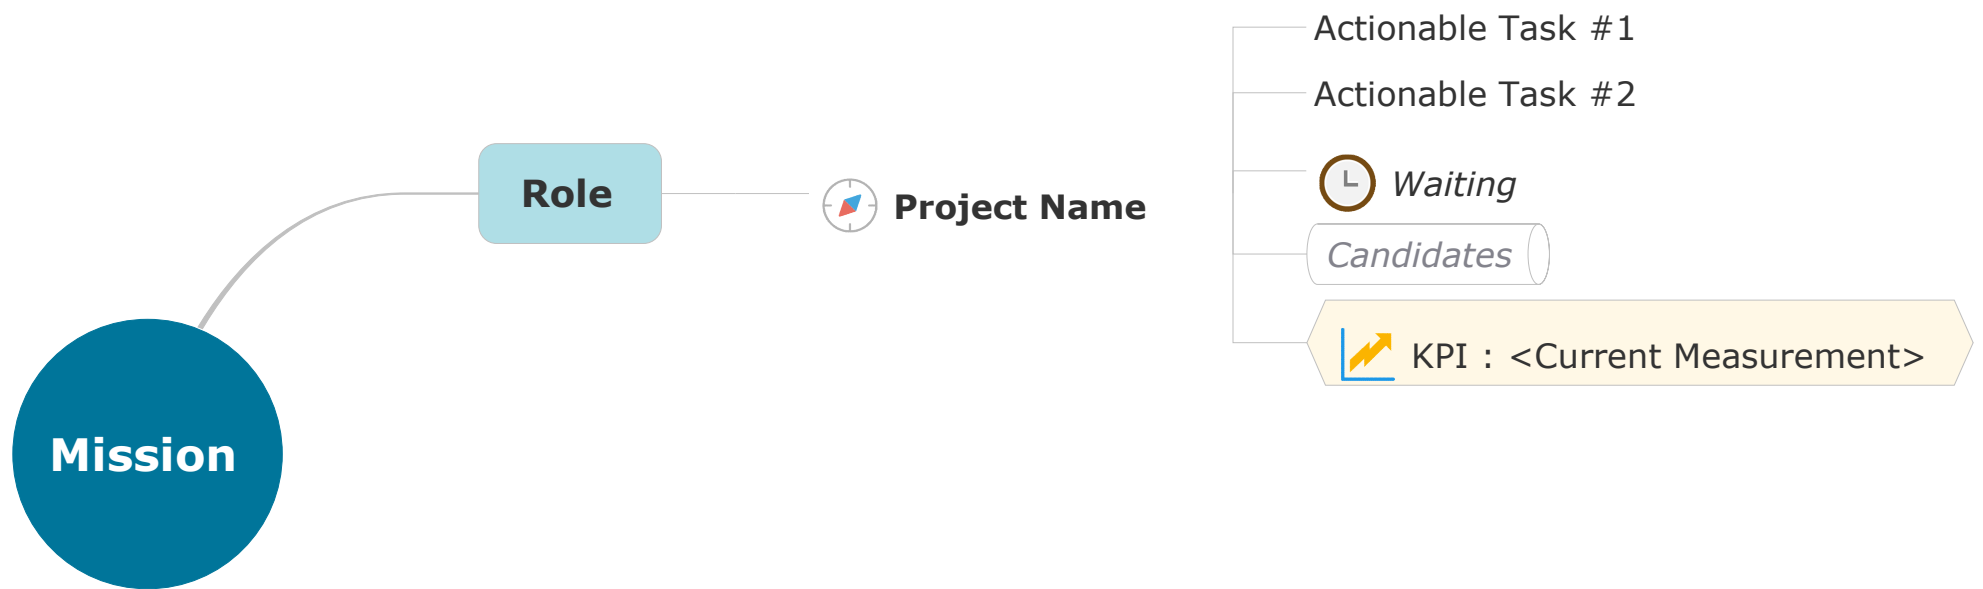 Mission
Role
Project Name
Actionable Task #1
Actionable Task #2
Waiting
Candidates
KPI : <Current Measurement>